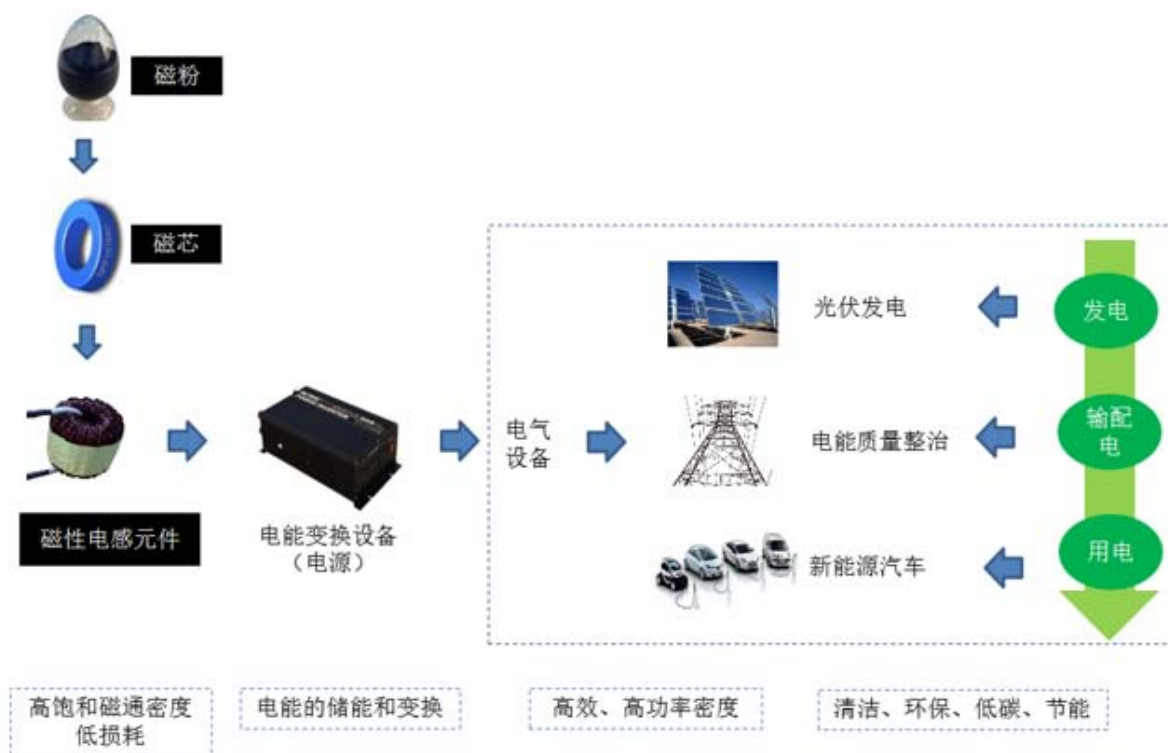 磁粉
磁芯
磁性电感元件
电能变换设备
（电源）
电气
设备
光伏发电
发电
电能质量整治
输配
电
新能源汽车
用电
高饱和磁通密度
低损耗
电能的储能和变换
高效、高功率密度
清洁、环保、低碳、节能